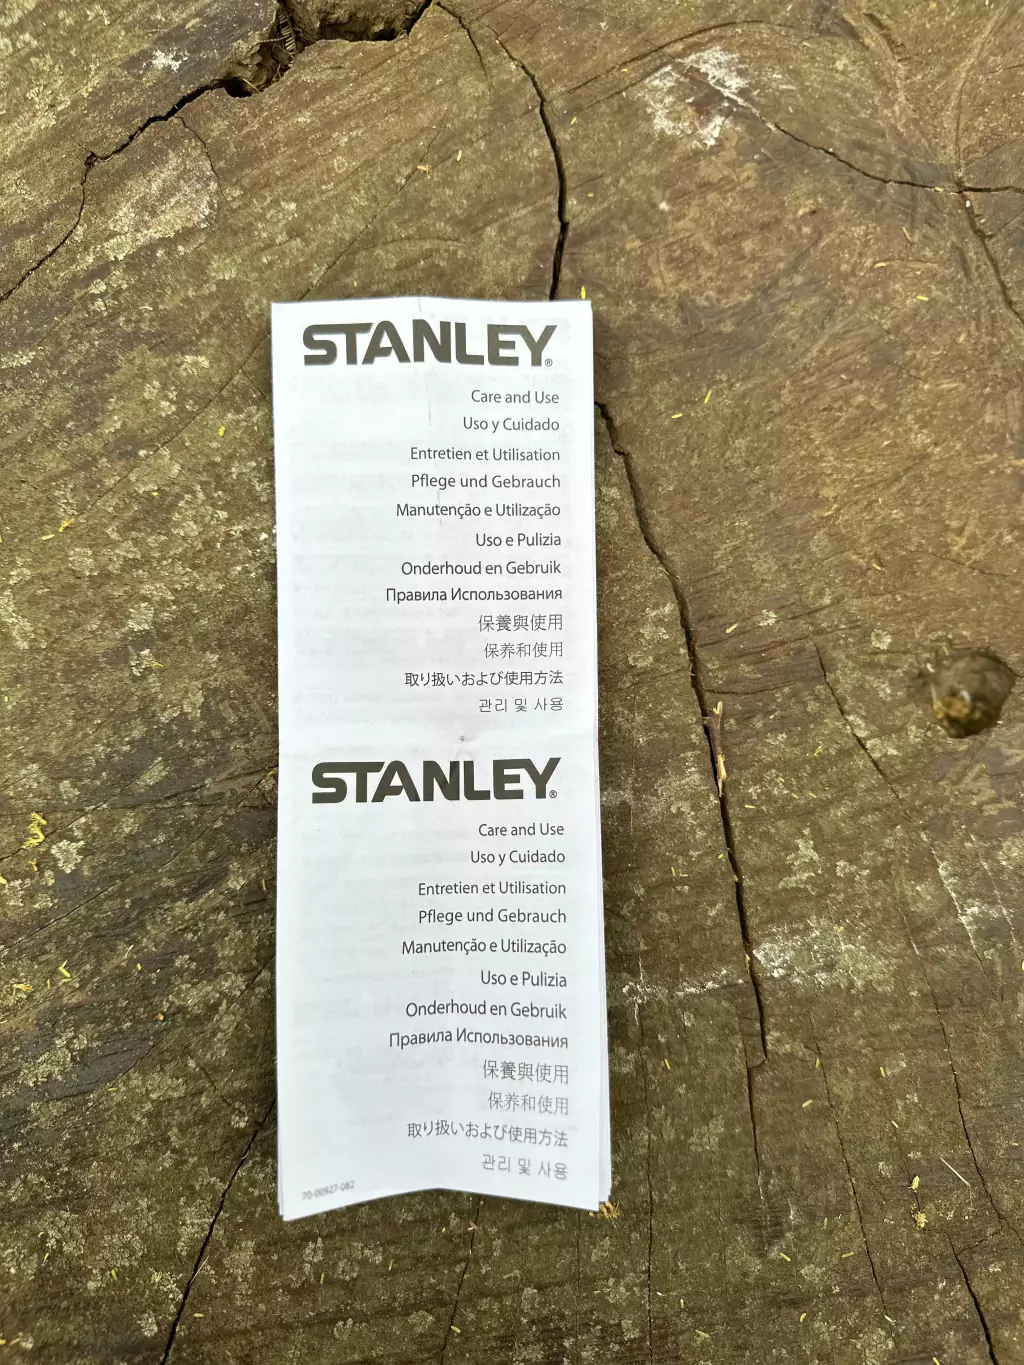 STANLEY®
Care and Use
Uso y Cuidado
Entretien et Utilisation
Pflege und Gebrauch
Manutenção e Utilização
Uso e Pulizia
Onderhoud en Gebruik
Правила Использования
保養與使用
保养和使用
取り扱いおよび使用方法
관리 및 사용
STANLEY®
Care and Use
Uso y Cuidado
Entretien et Utilisation
Pflege und Gebrauch
Manutenção e Utilização
Uso e Pulizia
Onderhoud en Gebruik
Правила Использования
保養與使用
保养和使用
取り扱いおよび使用方法
관리 및 사용
70-00927-082